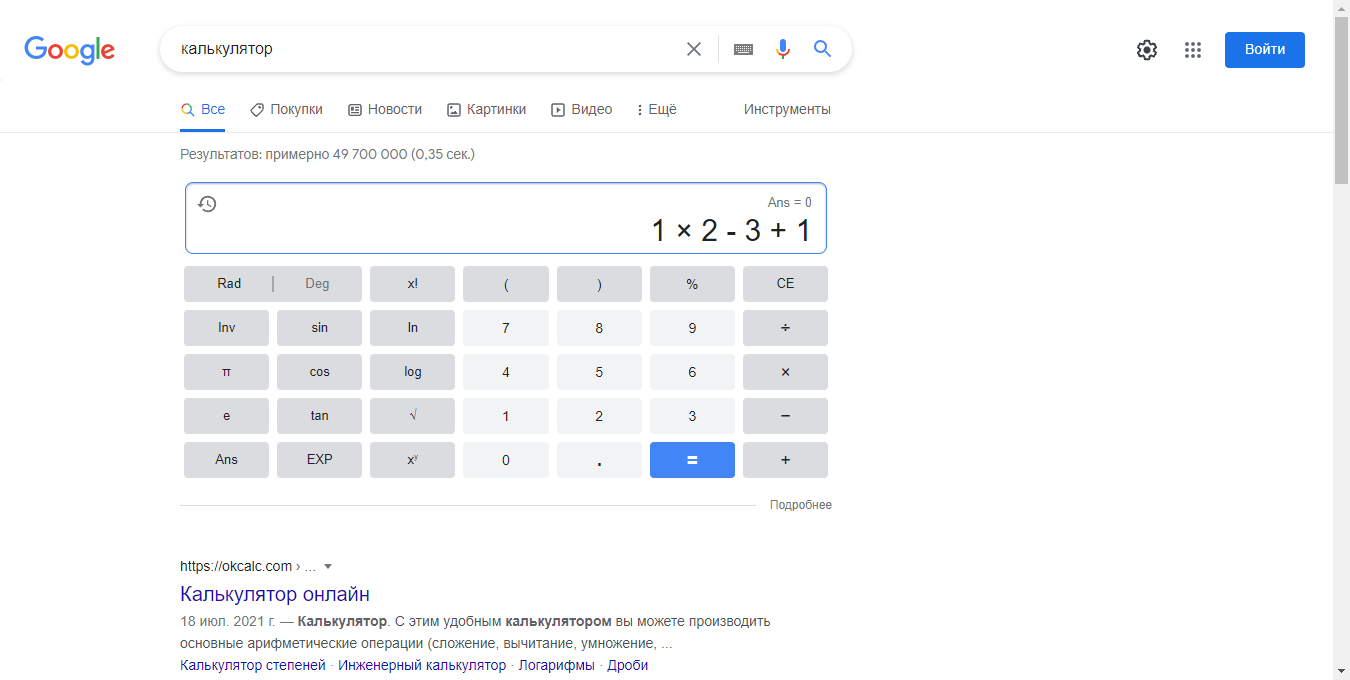 Google
калькулятор
Войти
Все Покупки Новости Картинки Видео Ещё Инструменты
Результатов: примерно 49 700 000 (0,35 сек.)
Ans = 0
1 × 2 - 3 + 1
Rad | Deg x! ( ) % CE
Inv sin ln 7 8 9 ÷
π cos log 4 5 6 ×
e tan √ 1 2 3 −
Ans EXP xʸ 0 . = +
Подробнее
https://okcalc.com › ...
Калькулятор онлайн
18 июл. 2021 г. — Калькулятор. С этим удобным калькулятором вы можете производить
основные арифметические операции (сложение, вычитание, умножение, ...
Калькулятор степеней · Инженерный калькулятор · Логарифмы · Дроби